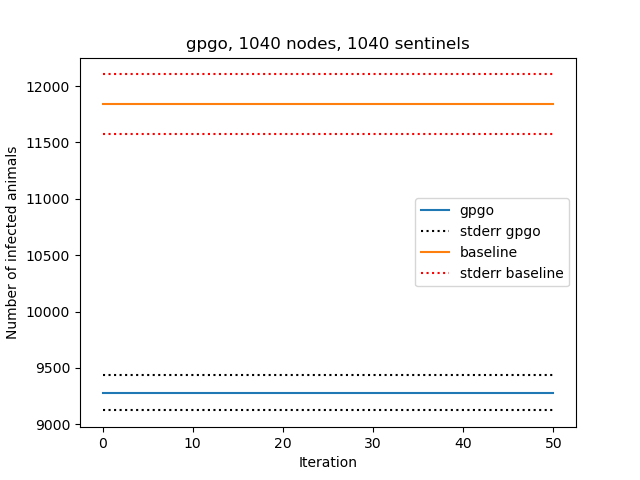 gpgo, 1040 nodes, 1040 sentinels
12000
11500
11000
10500
10000
9500
9000
Number of infected animals
gpgo
stderr gpgo
baseline
stderr baseline
0 10 20 30 40 50
Iteration